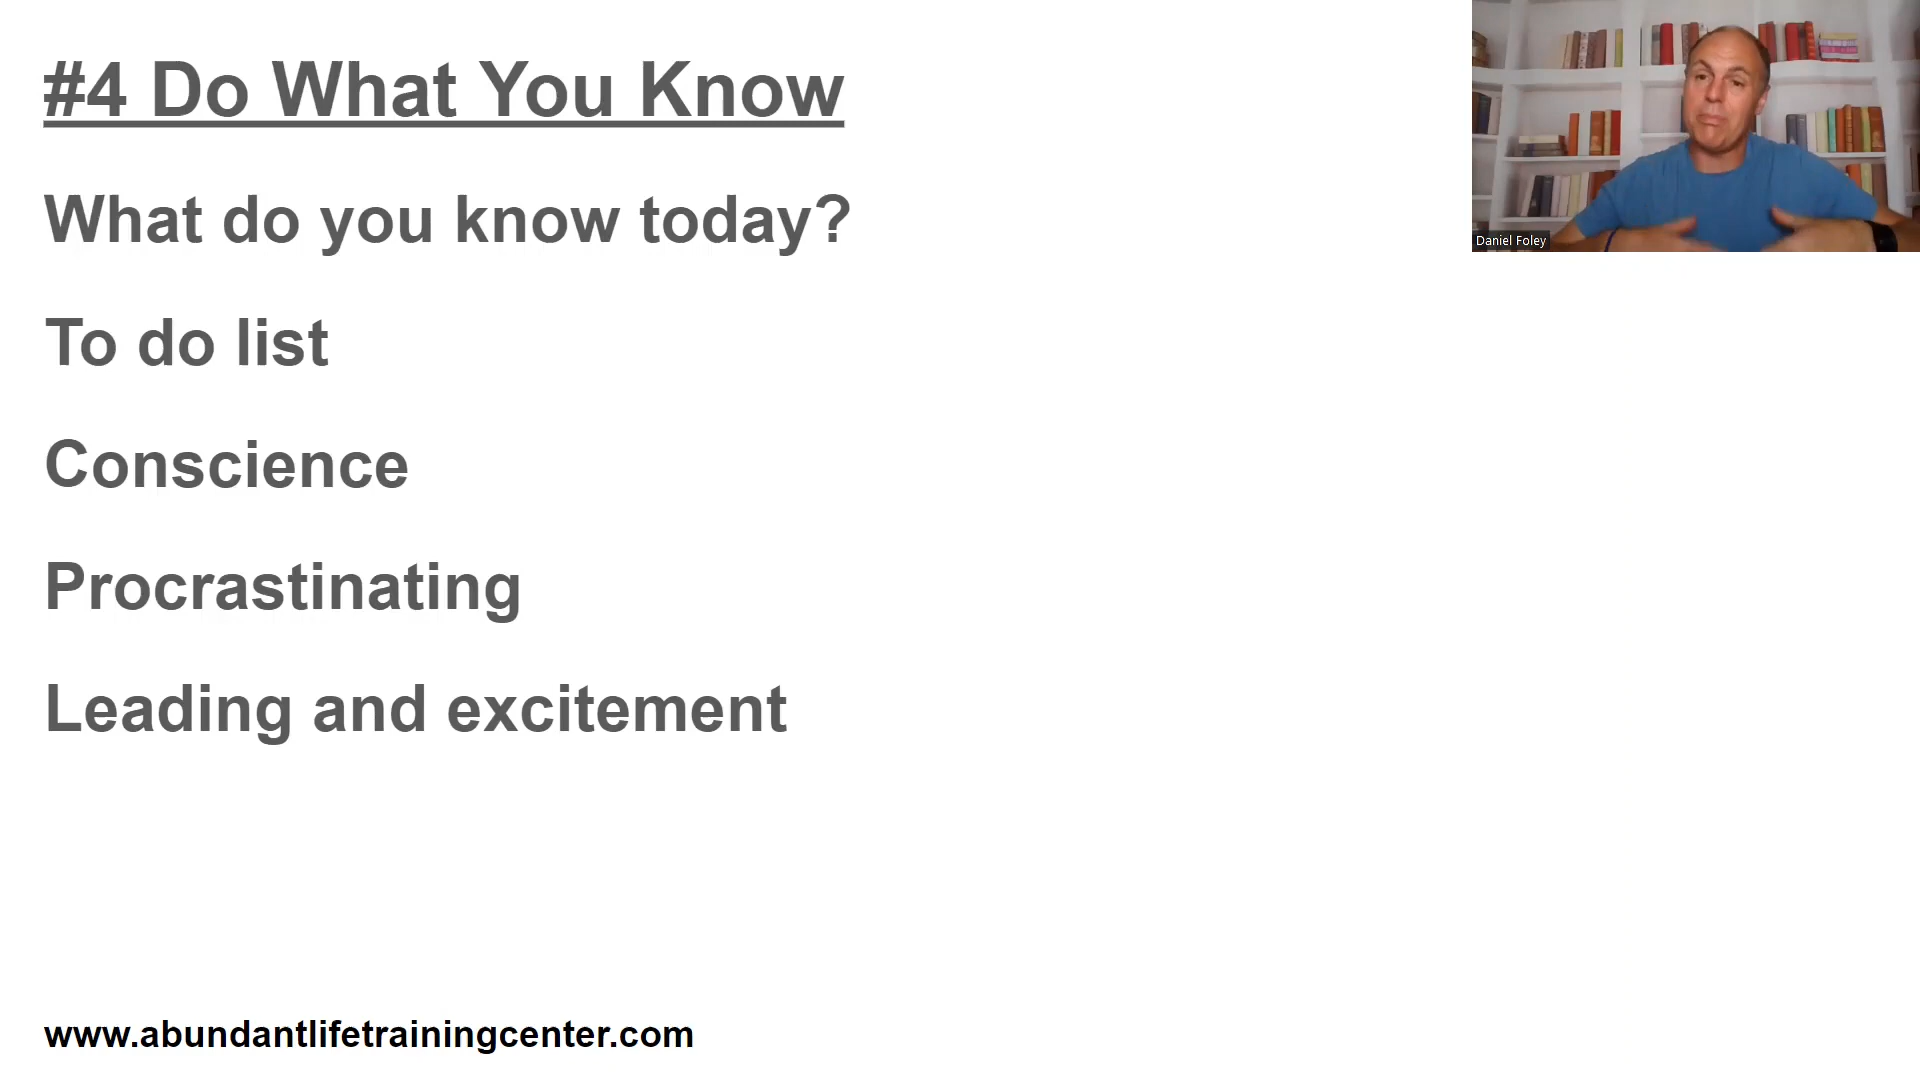 #4 Do What You Know
What do you know today?
To do list
Conscience
Procrastinating
Leading and excitement
Daniel Foley
www.abundantlifetrainingcenter.com